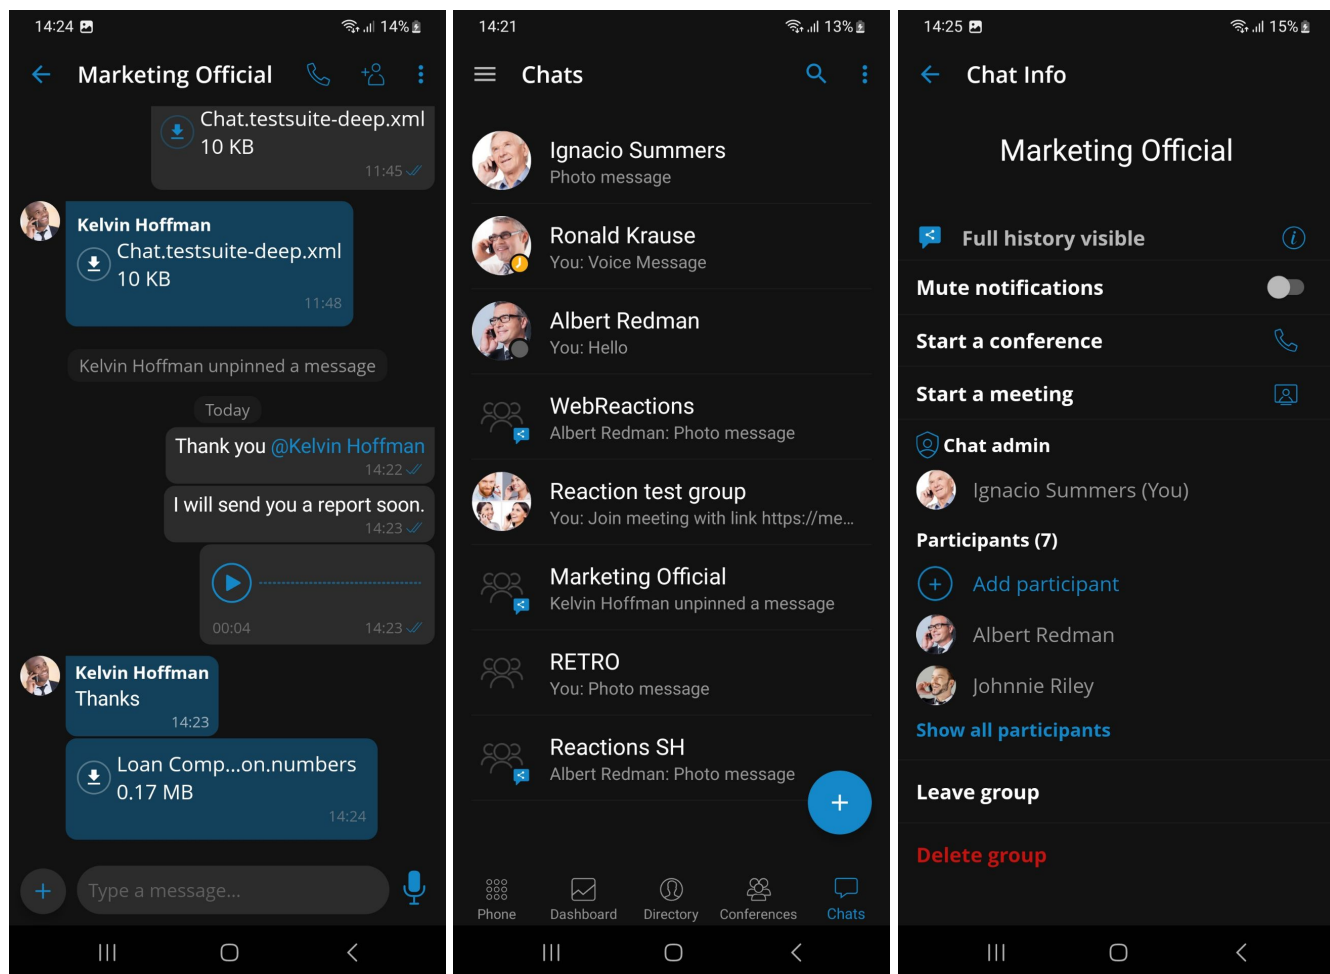 14:24
14%
Marketing Official
Chat.testsuite-deep.xml
10 KB
11:45
Kelvin Hoffman
Chat.testsuite-deep.xml
10 KB
11:48
Kelvin Hoffman unpinned a message
Today
Thank you @Kelvin Hoffman
14:22
I will send you a report soon.
14:23
00:04
14:23
Kelvin Hoffman
Thanks
14:23
Loan Comp...on.numbers
0.17 MB
14:24
Type a message...
14:21
13%
Chats
Ignacio Summers
Photo message
Ronald Krause
You: Voice Message
Albert Redman
You: Hello
WebReactions
Albert Redman: Photo message
Reaction test group
You: Join meeting with link https://me...
Marketing Official
Kelvin Hoffman unpinned a message
RETRO
You: Photo message
Reactions SH
Albert Redman: Photo message
Phone
Dashboard
Directory
Conferences
Chats
14:25
15%
Chat Info
Marketing Official
Full history visible
Mute notifications
Start a conference
Start a meeting
Chat admin
Ignacio Summers (You)
Participants (7)
Add participant
Albert Redman
Johnnie Riley
Show all participants
Leave group
Delete group